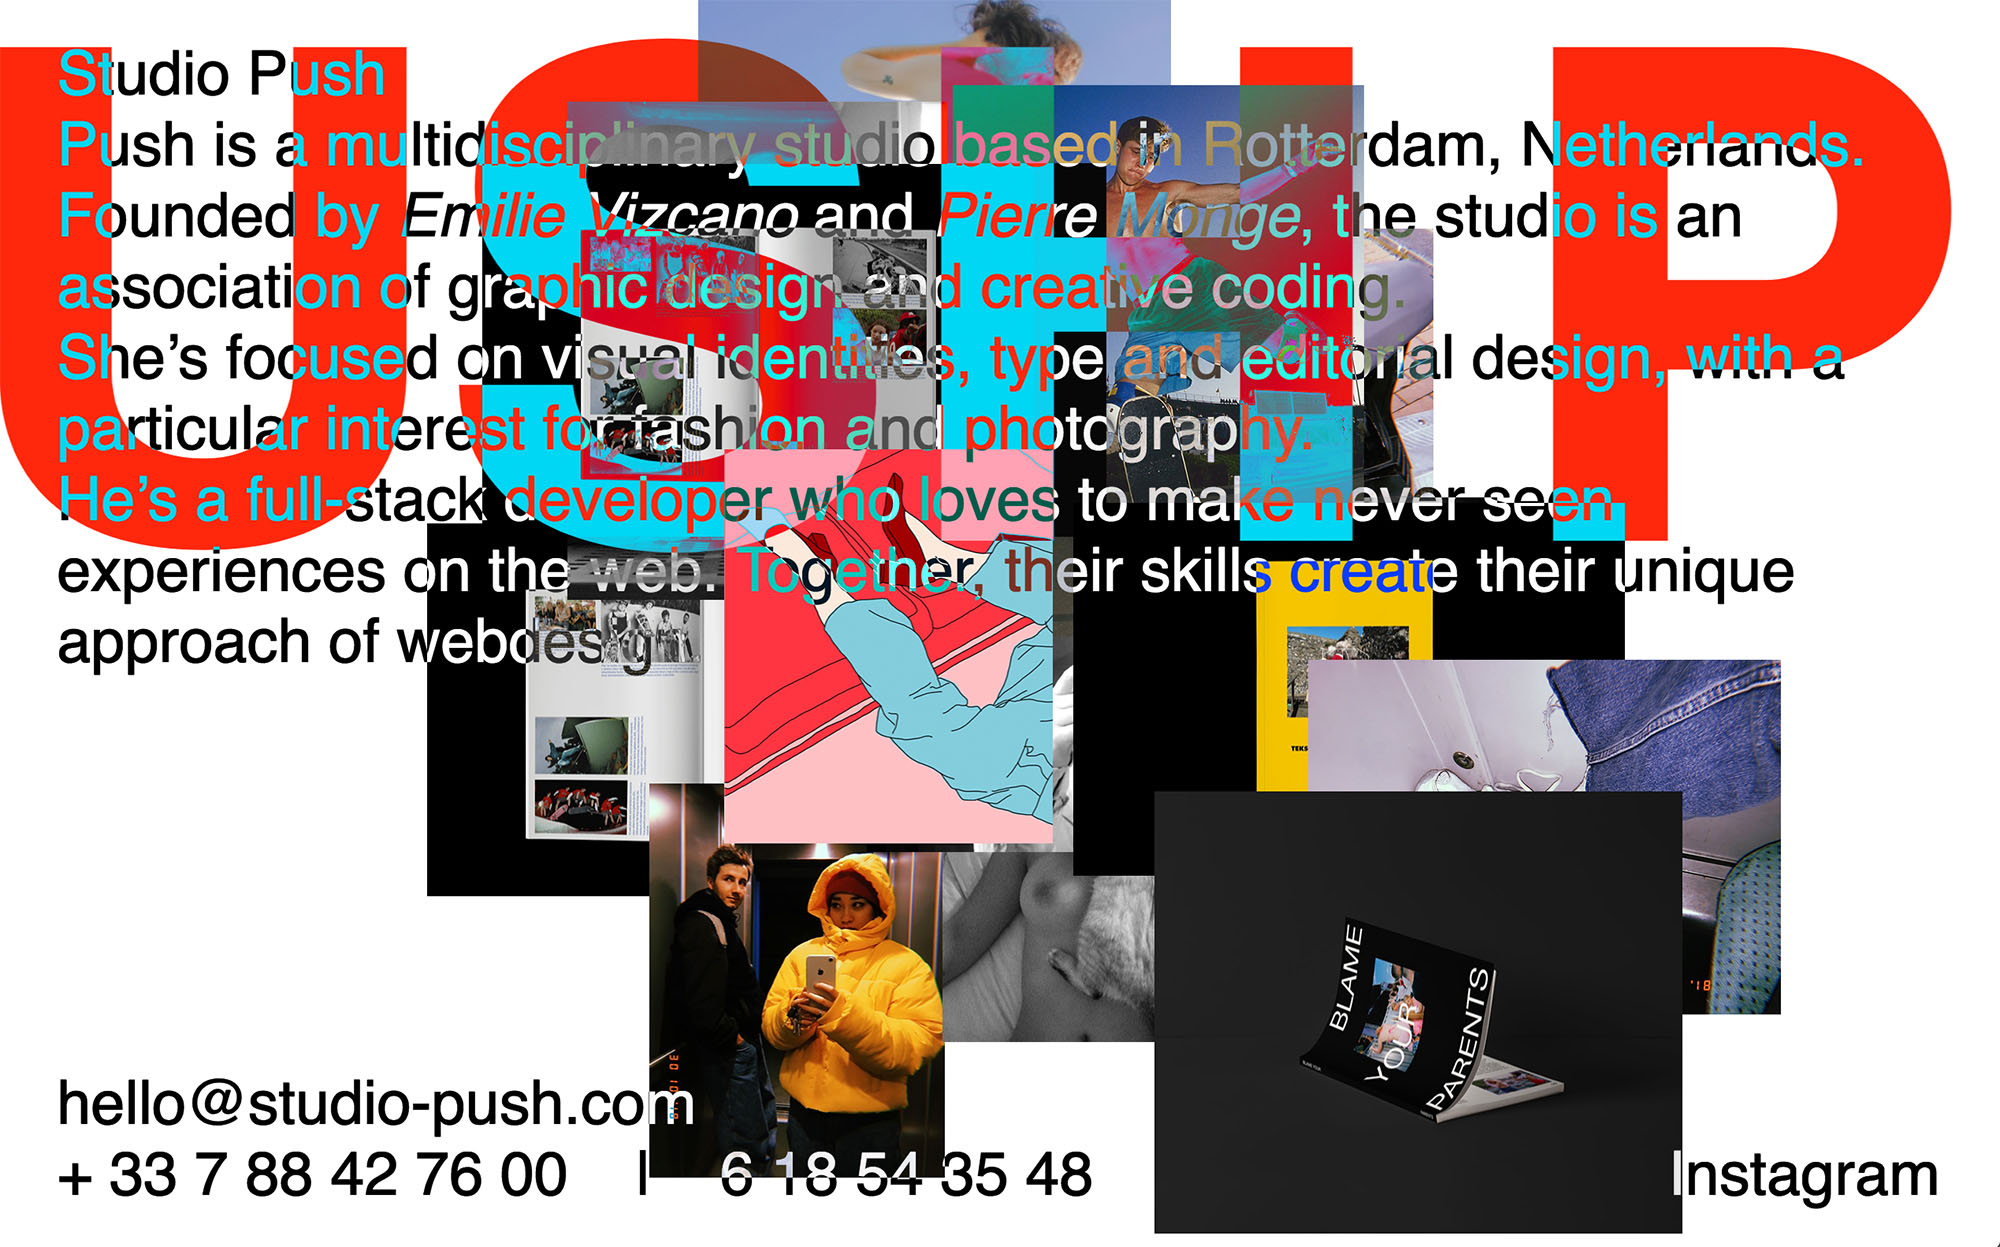 USHP
Studio Push
Push is a multidisciplinary studio based in Rotterdam, Netherlands.
Founded by Emilie Vizcano and Pierre Monge, the studio is an
association of graphic design and creative coding.
She's focused on visual identities, type and editorial design, with a
particular interest for fashion and photography.
He's a full-stack developer who loves to make never seen
experiences on the web. Together, their skills create their unique
approach of webdesig
TEKS
BLAME
YOUR
PARENTS
'18
hello@studio-push.com
+ 33 7 88 42 76 00 | 6 18 54 35 48
Instagram